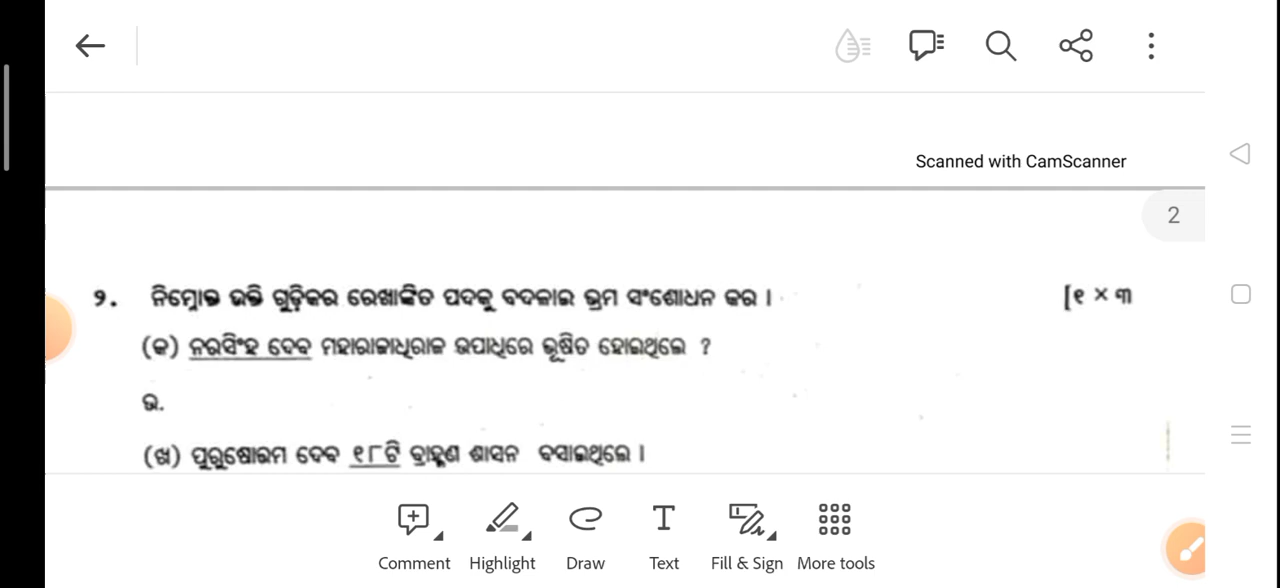 Scanned with CamScanner
2
୨. ନିମ୍ନୋକ୍ତ ଉକ୍ତି ଗୁଡ଼ିକର ରେଖାଙ୍କିତ ପଦକୁ ବଦଳାଇ ଭ୍ରମ ସଂଶୋଧନ କର । [୧ × ୩
(କ) ନରସିଂହ ଦେବ ମହାରାଜାଧିରାଜ ଉପାଧିରେ ଭୂଷିତ ହୋଇଥିଲେ ?
ଉ.
(ଖ) ପୁରୁଷୋତ୍ତମ ଦେବ ୧୮ଟି ବ୍ରାହ୍ମଣ ଶାସନ ବସାଇଥିଲେ ।
Comment Highlight Draw Text Fill & Sign More tools